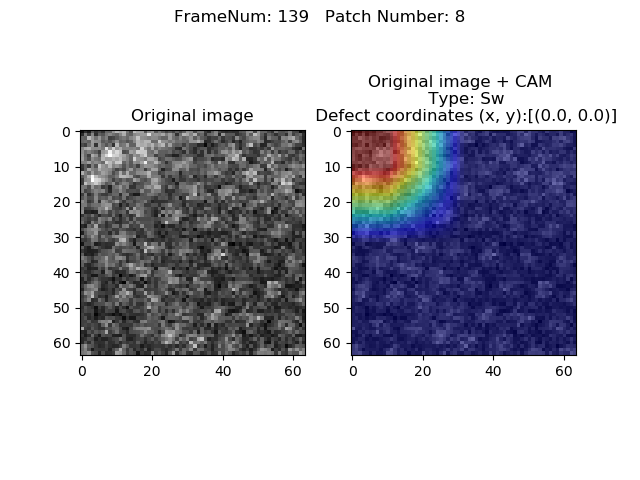 FrameNum: 139   Patch Number: 8
Original image
Original image + CAM
Type: Sw
Defect coordinates (x, y):[(0.0, 0.0)]
0
10
20
30
40
50
60
0 20 40 60
0
10
20
30
40
50
60
0 20 40 60